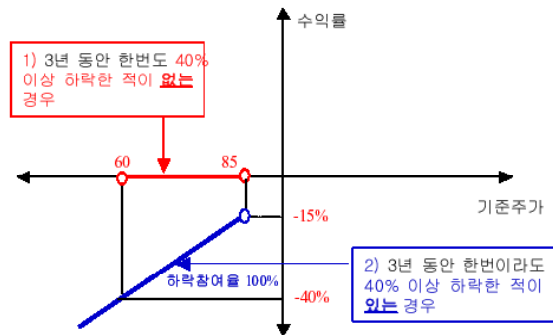 수익률
1) 3년 동안 한번도 40%
이상 하락한 적이 없는
경우
60
85
기준주가
-15%
하락참여율 100%
-40%
2) 3년 동안 한번이라도
40% 이상 하락한 적이
있는 경우